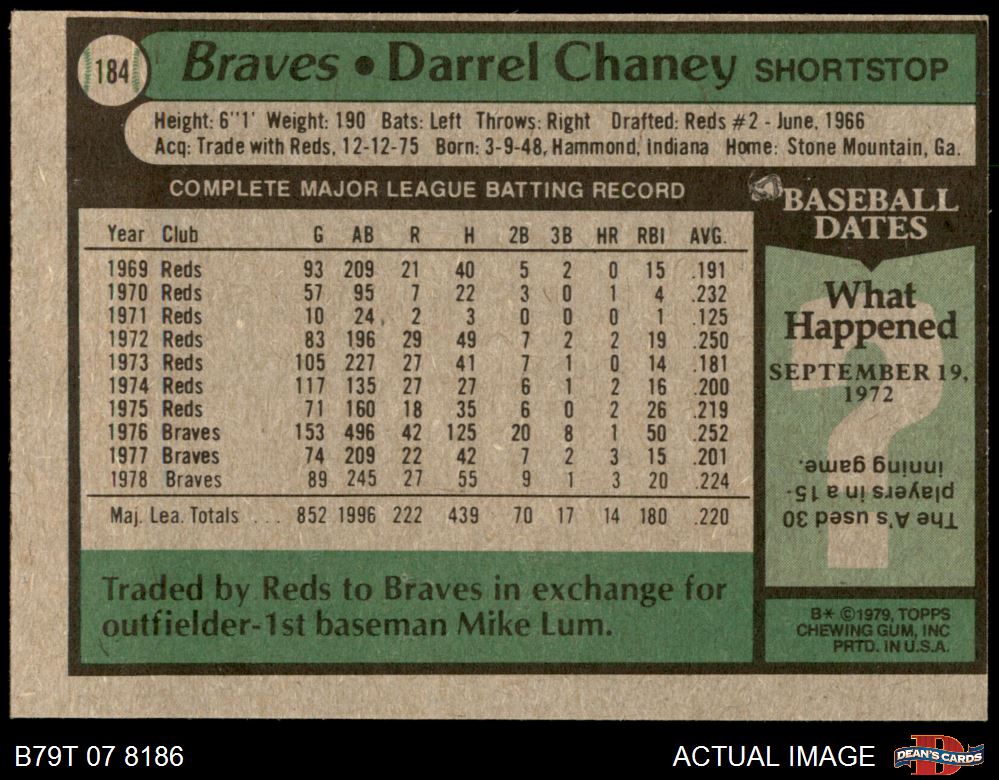 184
Braves • Darrel Chaney SHORTSTOP
Height: 6"1' Weight: 190 Bats: Left Throws: Right Drafted: Reds #2 - June, 1966
Acq: Trade with Reds, 12-12-75 Born: 3-9-48, Hammond, Indiana Home: Stone Mountain, Ga.
COMPLETE MAJOR LEAGUE BATTING RECORD
Year Club G AB R H 2B 3B HR RBI AVG.
1969 Reds 93 209 21 40 5 2 0 15 .191
1970 Reds 57 95 7 22 3 0 1 4 .232
1971 Reds 10 24 2 3 0 0 0 1 .125
1972 Reds 83 196 29 49 7 2 2 19 .250
1973 Reds 105 227 27 41 7 1 0 14 .181
1974 Reds 117 135 27 27 6 1 2 16 .200
1975 Reds 71 160 18 35 6 0 2 26 .219
1976 Braves 153 496 42 125 20 8 1 50 .252
1977 Braves 74 209 22 42 7 2 3 15 .201
1978 Braves 89 245 27 55 9 1 3 20 .224
Maj. Lea. Totals ... 852 1996 222 439 70 17 14 180 .220
Traded by Reds to Braves in exchange for
outfielder-1st baseman Mike Lum.
BASEBALL
DATES
What
Happened
SEPTEMBER 19,
1972
?
The A's used 30
players in a 15-
inning game.
B* ©1979, TOPPS
CHEWING GUM, INC
PRTD. IN U.S.A.
B79T 07 8186
ACTUAL IMAGE
D
DEAN'S CARDS